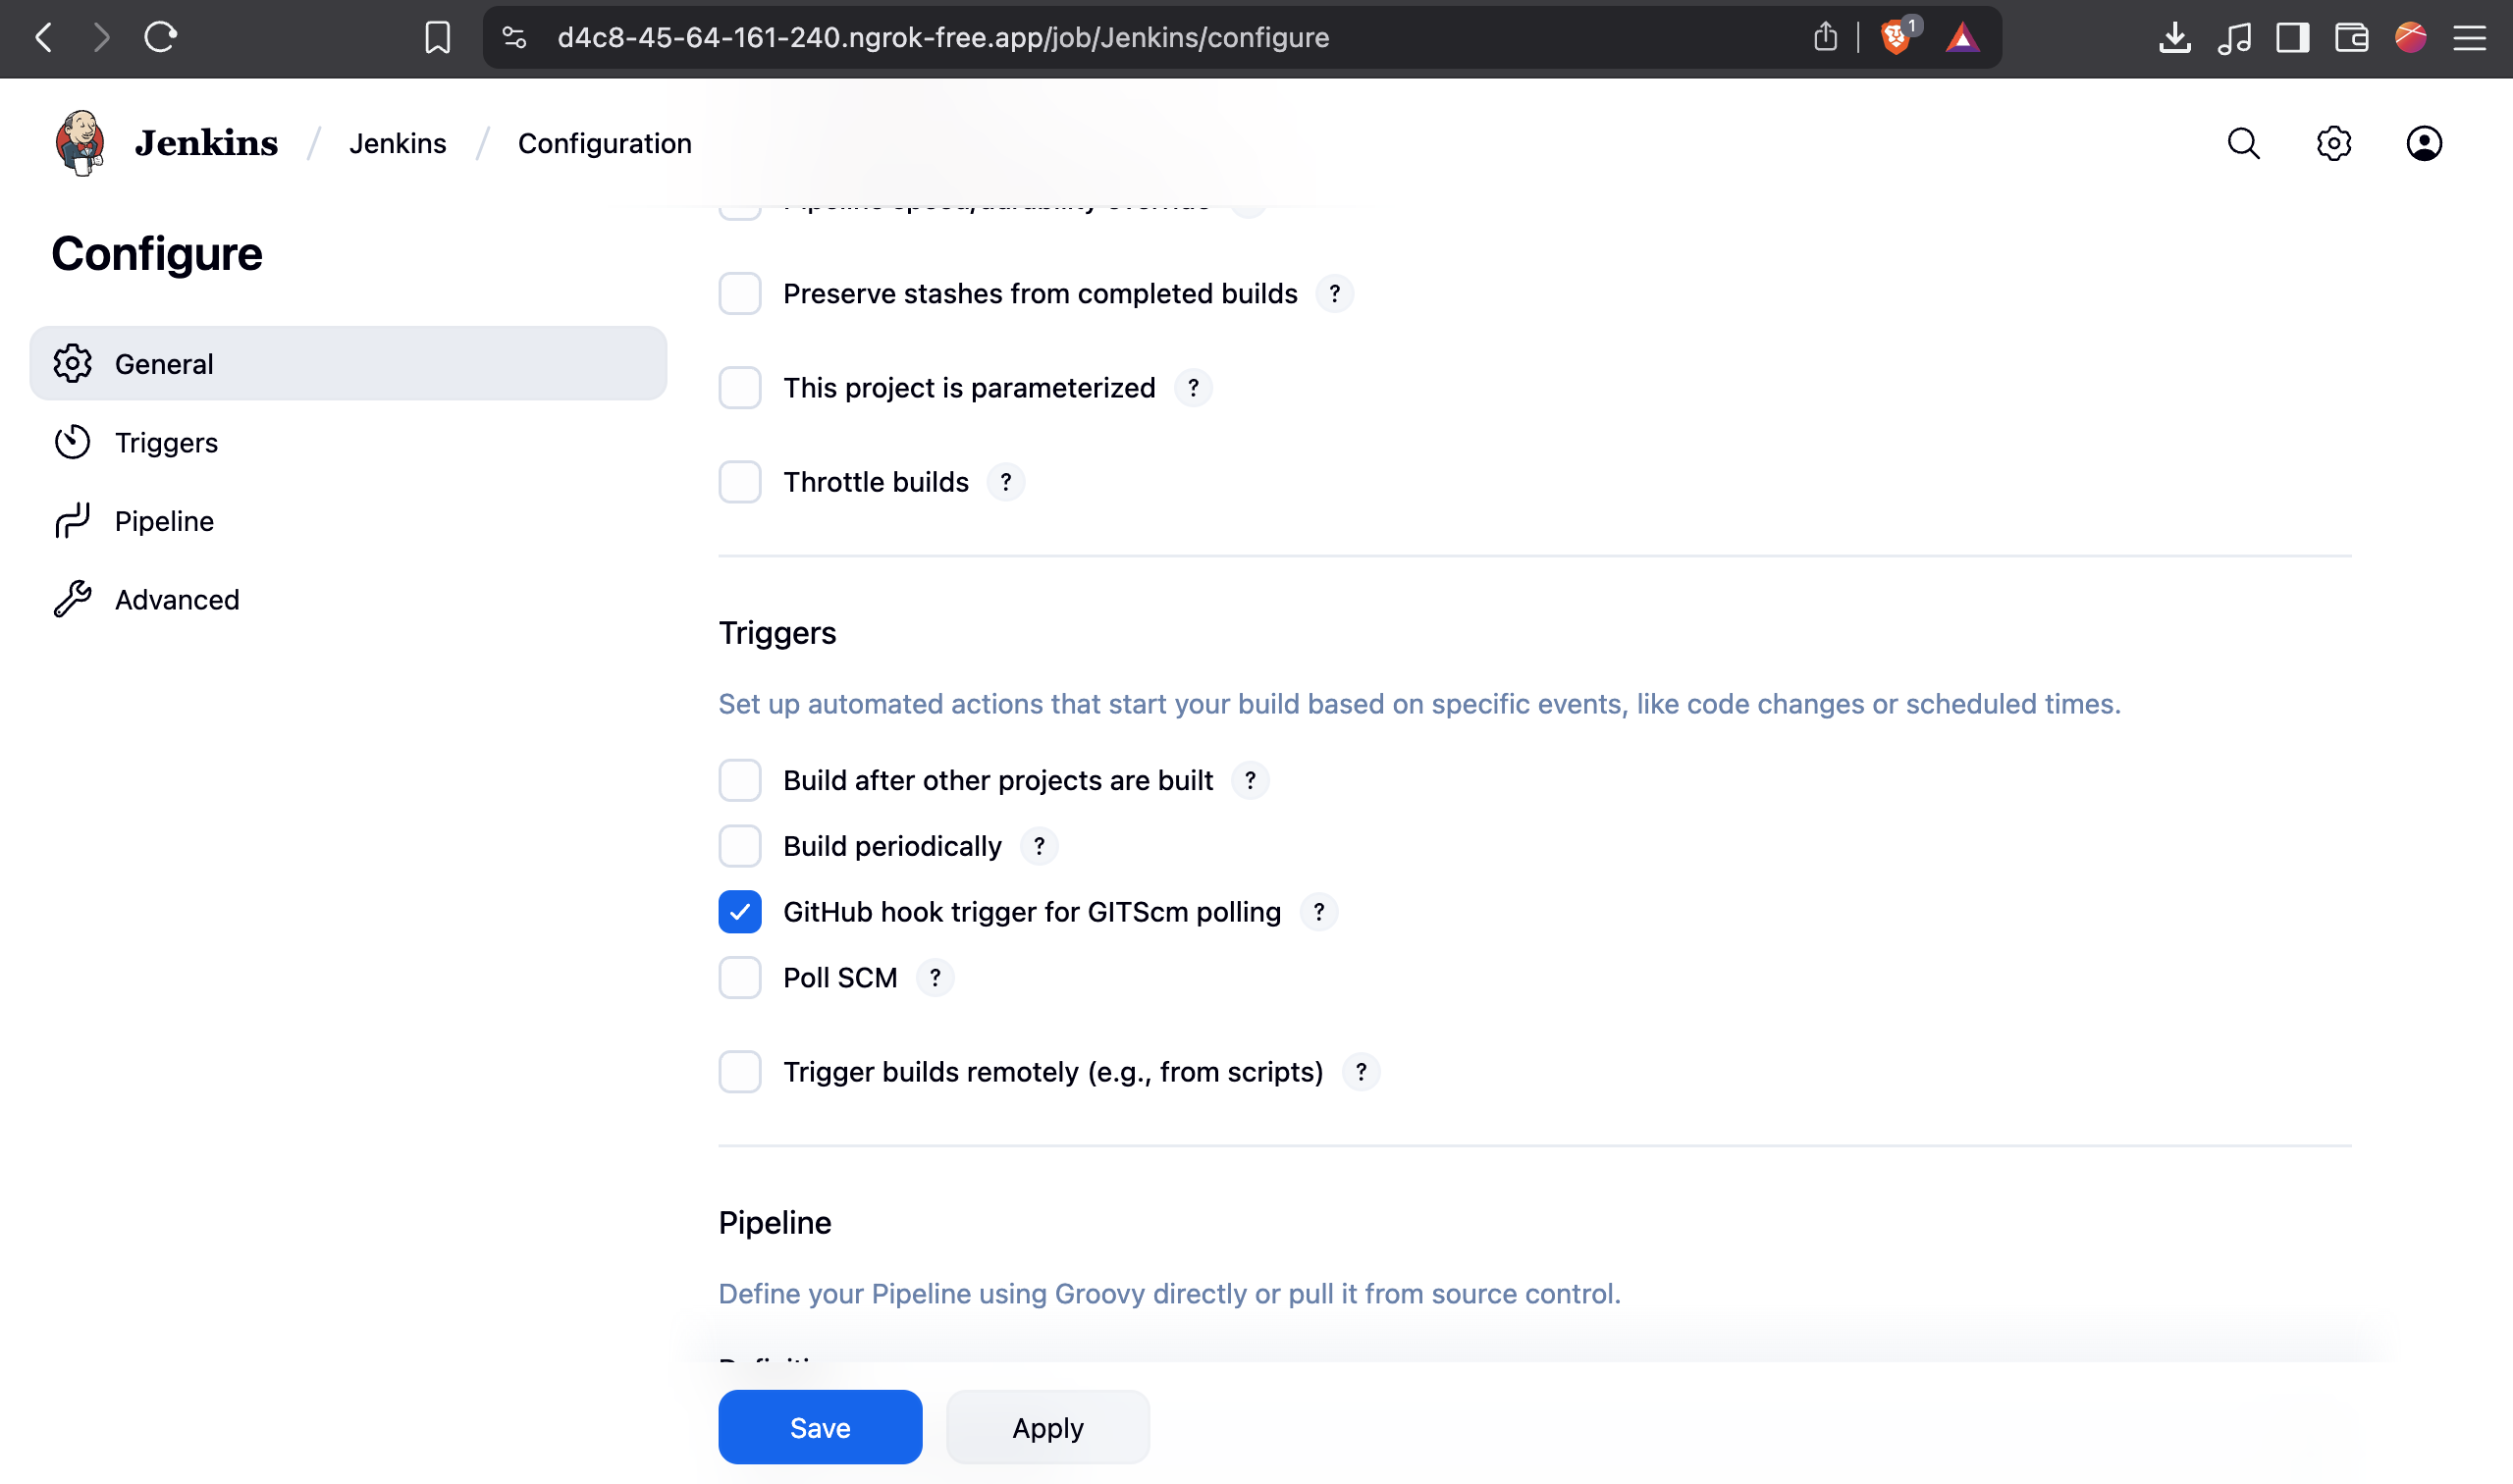 d4c8-45-64-161-240.ngrok-free.app/job/Jenkins/configure
1
Jenkins / Jenkins / Configuration
Configure
General
Triggers
Pipeline
Advanced
Pipeline speed/durability override
Preserve stashes from completed builds ?
This project is parameterized ?
Throttle builds ?
Triggers
Set up automated actions that start your build based on specific events, like code changes or scheduled times.
Build after other projects are built ?
Build periodically ?
GitHub hook trigger for GITScm polling ?
Poll SCM ?
Trigger builds remotely (e.g., from scripts) ?
Pipeline
Define your Pipeline using Groovy directly or pull it from source control.
Save Apply